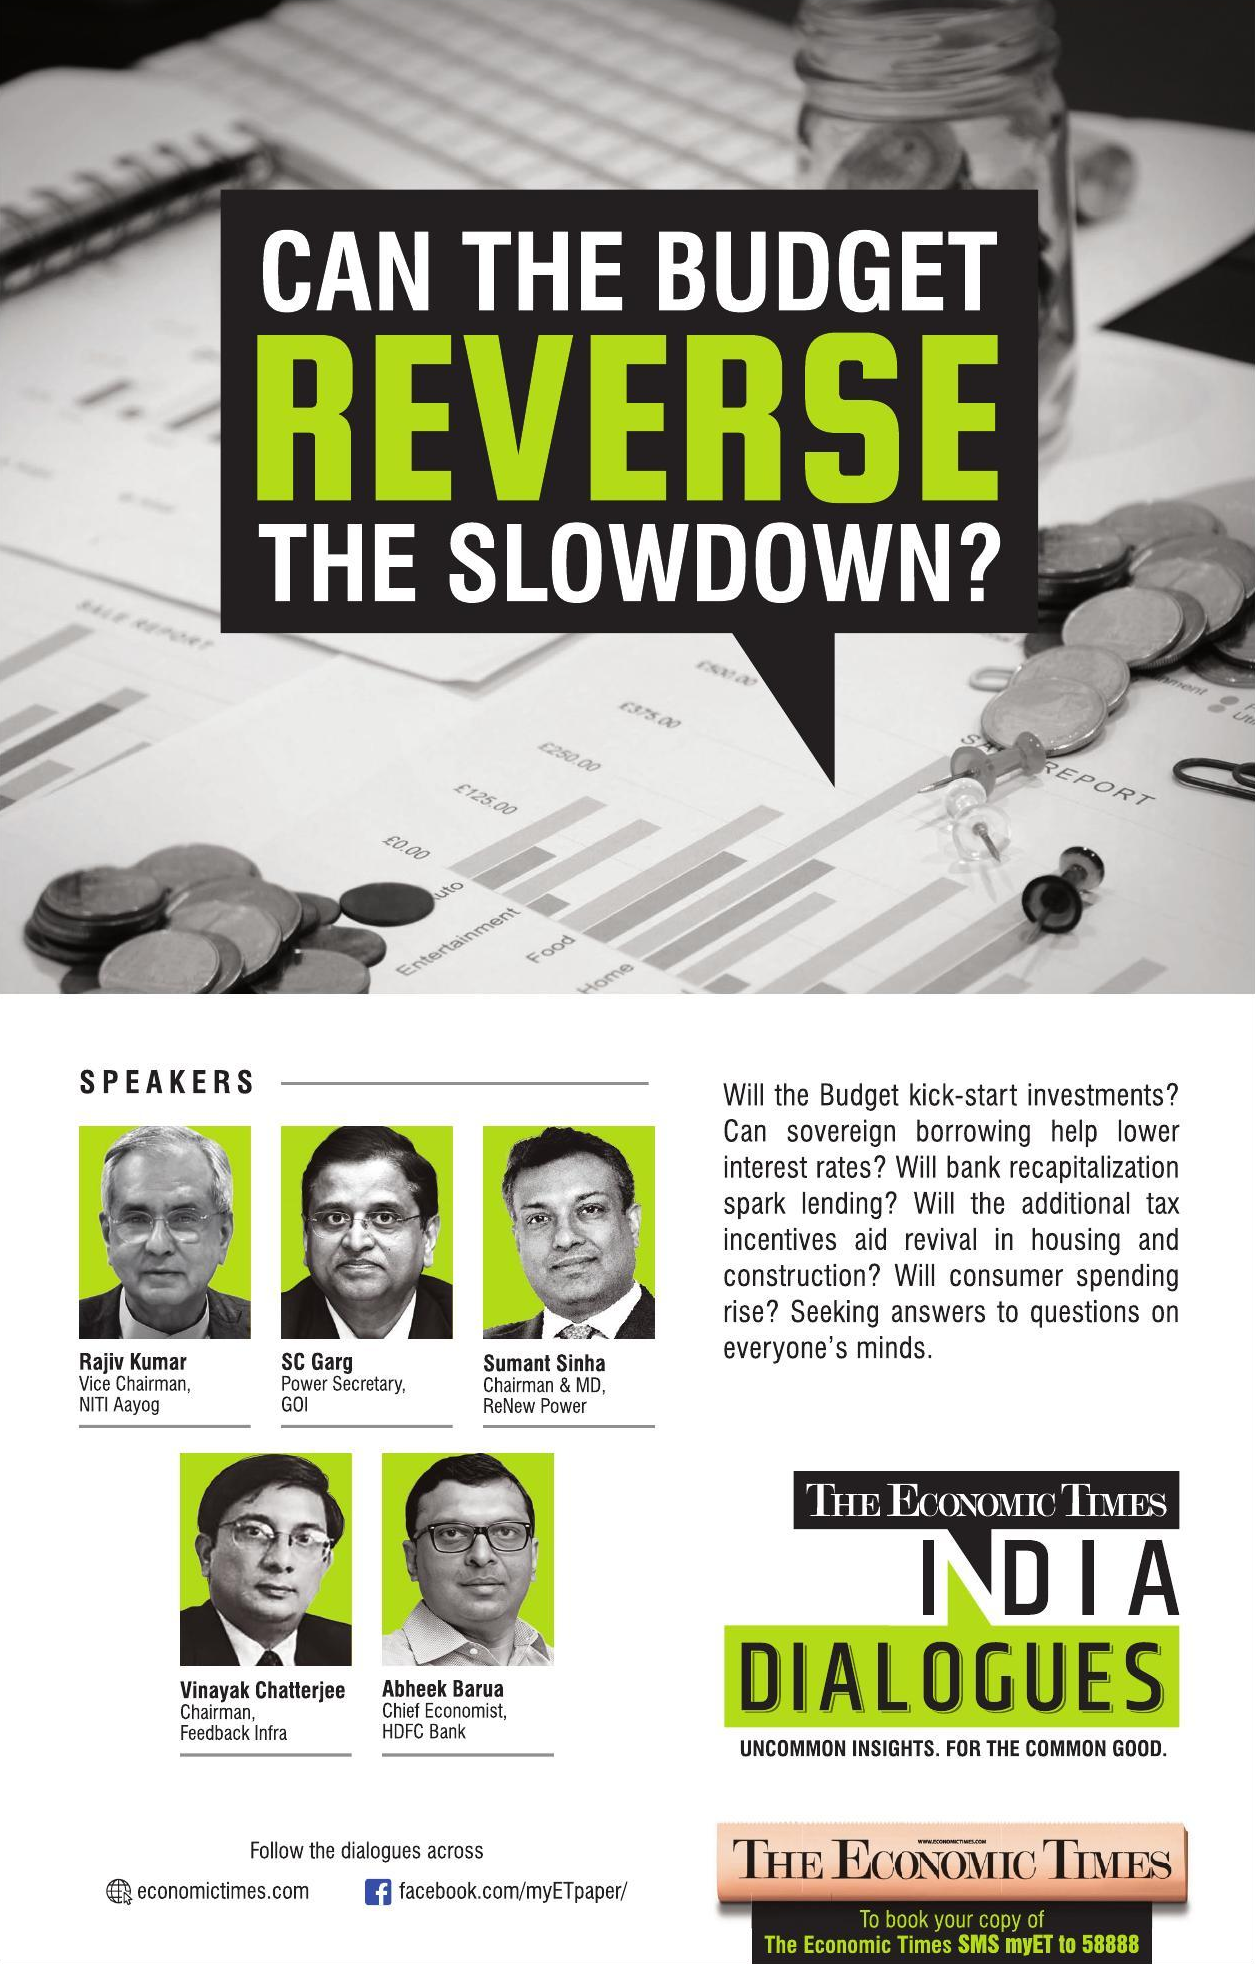 CAN THE BUDGET
REVERSE
THE SLOWDOWN?
SALE REPORT
£500.00
£375.00
£250.00
£125.00
£0.00
Entertainment
Food
Home
REPORT
SPEAKERS
Rajiv Kumar
Vice Chairman,
NITI Aayog
SC Garg
Power Secretary,
GOI
Sumant Sinha
Chairman & MD,
ReNew Power
Vinayak Chatterjee
Chairman,
Feedback Infra
Abheek Barua
Chief Economist,
HDFC Bank
Follow the dialogues across
economictimes.com
facebook.com/myETpaper/
Will the Budget kick-start investments?
Can sovereign borrowing help lower
interest rates? Will bank recapitalization
spark lending? Will the additional tax
incentives aid revival in housing and
construction? Will consumer spending
rise? Seeking answers to questions on
everyone's minds.
THE ECONOMIC TIMES
INDIA
DIALOGUES
UNCOMMON INSIGHTS. FOR THE COMMON GOOD.
WWW.ECONOMICTIMES.COM
THE ECONOMIC TIMES
To book your copy of
The Economic Times SMS myET to 58888